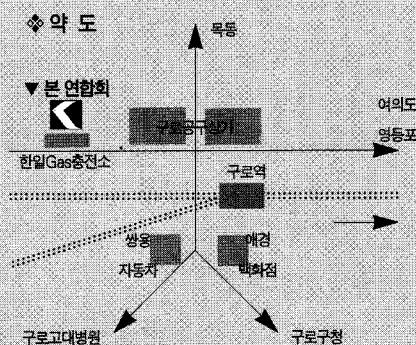 ❖ 약 도
목동
▼ 본 연합회
여의도
구로공구상가
영등포
한일Gas충전소
구로역
쌍용
애경
자동차
백화점
구로고대병원
구로구청